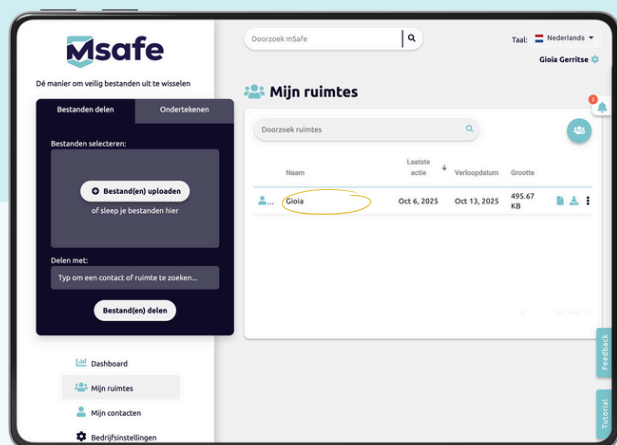 Msafe
Dé manier om veilig bestanden uit te wisselen
Bestanden delen
Ondertekenen
Bestanden selecteren:
Bestand(en) uploaden
of sleep je bestanden hier
Delen met:
Typ om een contact of ruimte te zoeken...
Bestand(en) delen
Dashboard
Mijn ruimtes
Mijn contacten
Bedrijfsinstellingen
Doorzoek mSafe
Taal: Nederlands
Gioia Gerritse
Mijn ruimtes
2
Doorzoek ruimtes
Naam Laatste actie Verloopdatum Grootte
... Gioia Oct 6, 2025 Oct 13, 2025 495.67 KB
Feedback
Tutorial